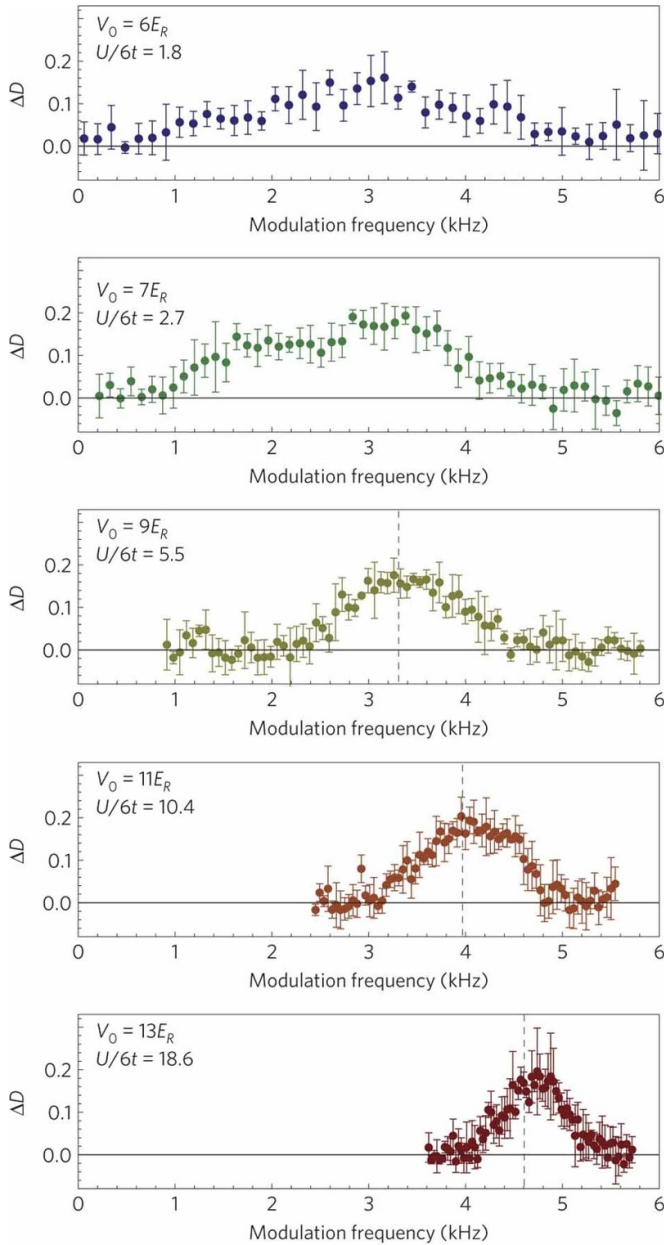 V₀ = 6E_R
U/6t = 1.8
ΔD
0.2
0.1
0.0
0 1 2 3 4 5 6
Modulation frequency (kHz)
V₀ = 7E_R
U/6t = 2.7
ΔD
0.2
0.1
0.0
0 1 2 3 4 5 6
Modulation frequency (kHz)
V₀ = 9E_R
U/6t = 5.5
ΔD
0.2
0.1
0.0
0 1 2 3 4 5 6
Modulation frequency (kHz)
V₀ = 11E_R
U/6t = 10.4
ΔD
0.2
0.1
0.0
0 1 2 3 4 5 6
Modulation frequency (kHz)
V₀ = 13E_R
U/6t = 18.6
ΔD
0.2
0.1
0.0
0 1 2 3 4 5 6
Modulation frequency (kHz)